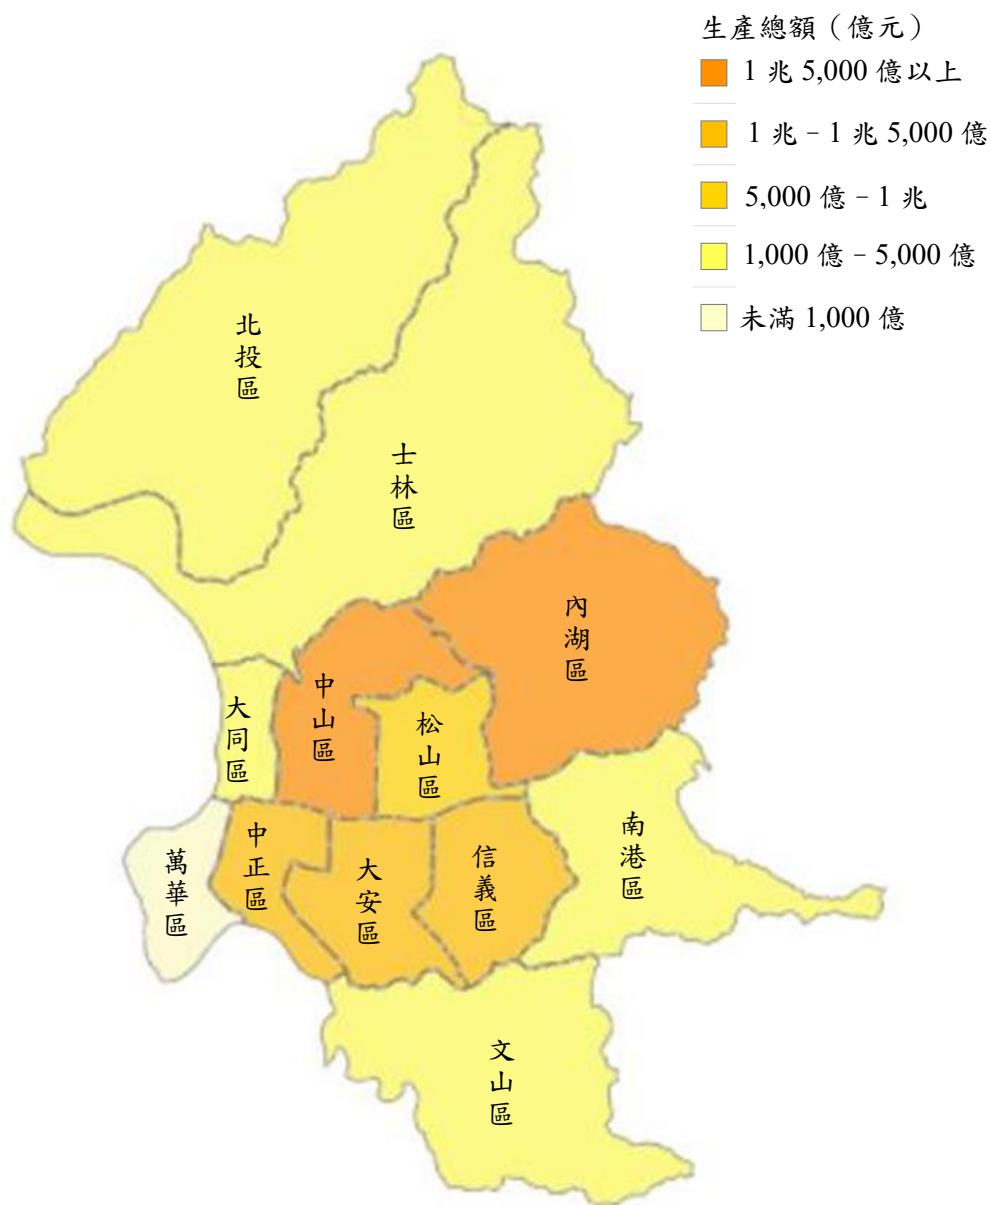 生產總額（億元）
1 兆 5,000 億以上
1 兆 – 1 兆 5,000 億
5,000 億 – 1 兆
1,000 億 – 5,000 億
未滿 1,000 億
北投區
士林區
內湖區
中山區
大同區
松山區
南港區
中正區
萬華區
大安區
信義區
文山區